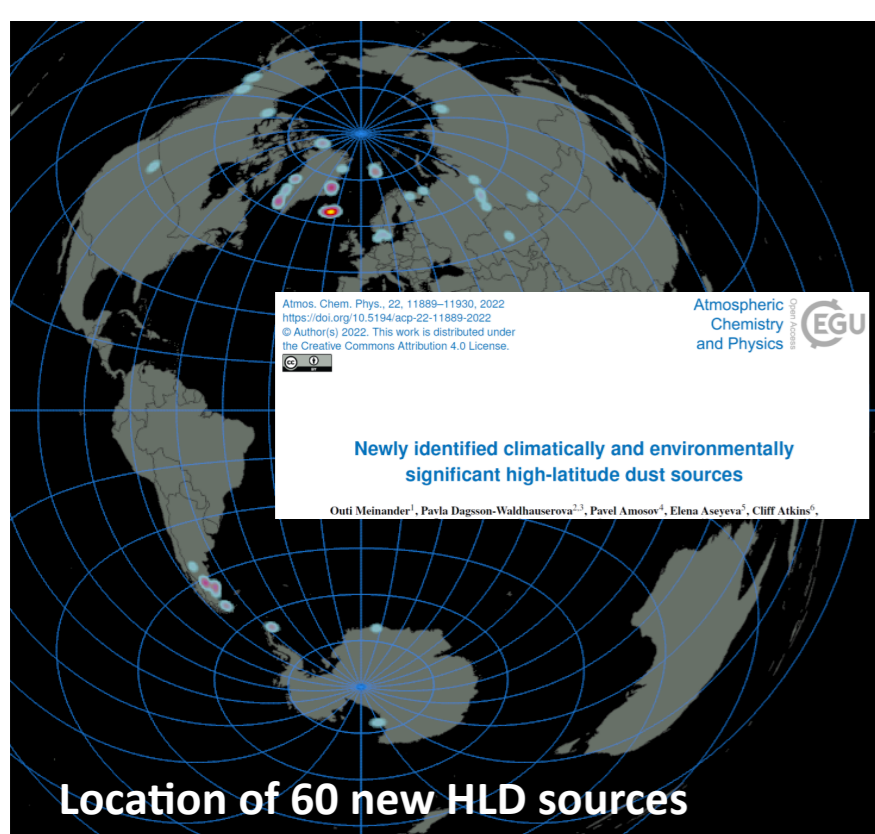 Atmos. Chem. Phys., 22, 11889–11930, 2022
https://doi.org/10.5194/acp-22-11889-2022
© Author(s) 2022. This work is distributed under
the Creative Commons Attribution 4.0 License.
cc
BY
Atmospheric
Chemistry
and Physics
Open Access
EGU
Newly identified climatically and environmentally
significant high-latitude dust sources
Outi Meinander1, Pavla Dagsson-Waldhauserova2,3, Pavel Amosov4, Elena Aseyeva5, Cliff Atkins6,
Location of 60 new HLD sources